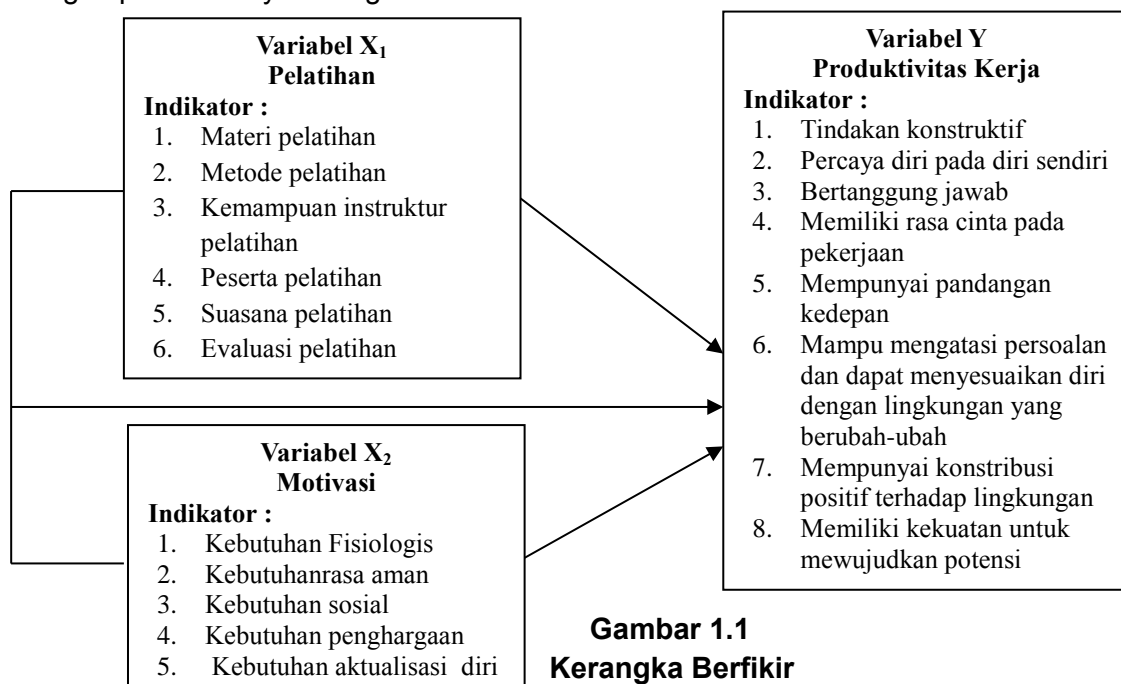 Variabel X1
Pelatihan
Indikator :
1. Materi pelatihan
2. Metode pelatihan
3. Kemampuan instruktur
pelatihan
4. Peserta pelatihan
5. Suasana pelatihan
6. Evaluasi pelatihan
Variabel X2
Motivasi
Indikator :
1. Kebutuhan Fisiologis
2. Kebutuhanrasa aman
3. Kebutuhan sosial
4. Kebutuhan penghargaan
5. Kebutuhan aktualisasi diri
Variabel Y
Produktivitas Kerja
Indikator :
1. Tindakan konstruktif
2. Percaya diri pada diri sendiri
3. Bertanggung jawab
4. Memiliki rasa cinta pada
pekerjaan
5. Mempunyai pandangan
kedepan
6. Mampu mengatasi persoalan
dan dapat menyesuaikan diri
dengan lingkungan yang
berubah-ubah
7. Mempunyai konstribusi
positif terhadap lingkungan
8. Memiliki kekuatan untuk
mewujudkan potensi
Gambar 1.1
Kerangka Berfikir